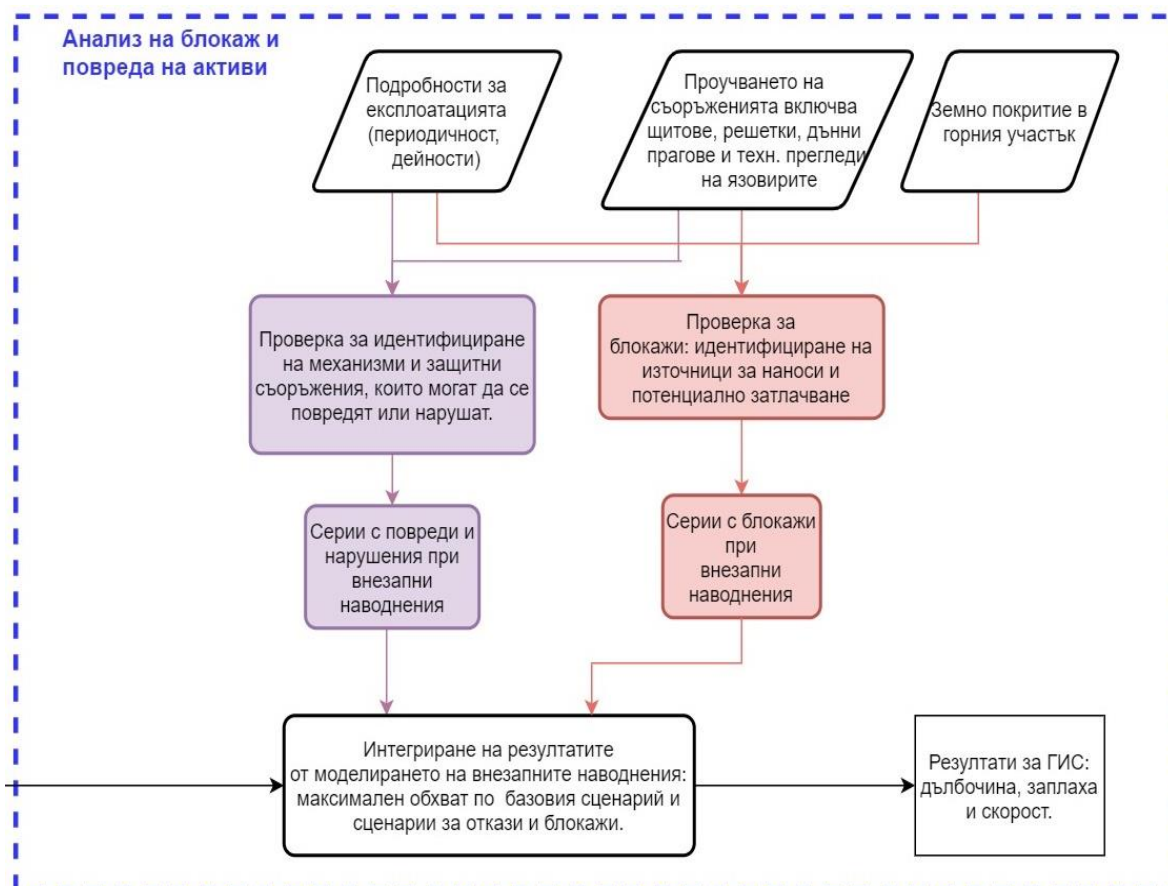 Анализ на блокаж и
повреда на активи
Подробности за
експлоатацията
(периодичност,
дейности)
Проучването на
съоръженията включва
щитове, решетки, дънни
прагове и техн. прегледи
на язовирите
Земно покритие в
горния участък
Проверка за идентифициране
на механизми и защитни
съоръжения, които могат да се
повредят или нарушат.
Проверка за
блокажи: идентифициране на
източници за наноси и
потенциално затлачване
Серии с повреди и
нарушения при
внезапни
наводнения
Серии с блокажи
при
внезапни
наводнения
Интегриране на резултатите
от моделирането на внезапните наводнения:
максимален обхват по базовия сценарий и
сценарии за откази и блокажи.
Резултати за ГИС:
дълбочина, заплаха
и скорост.